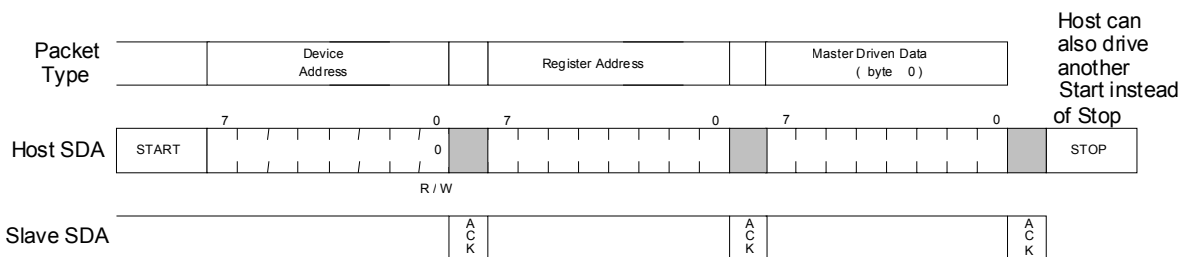 Packet
Type
Device
Address
Register Address
Master Driven Data
( byte 0 )
Host can
also drive
another
Start instead
of Stop
7 0 7 0 7 0
Host SDA START 0 STOP
R / W
Slave SDA
A
C
K
A
C
K
A
C
K